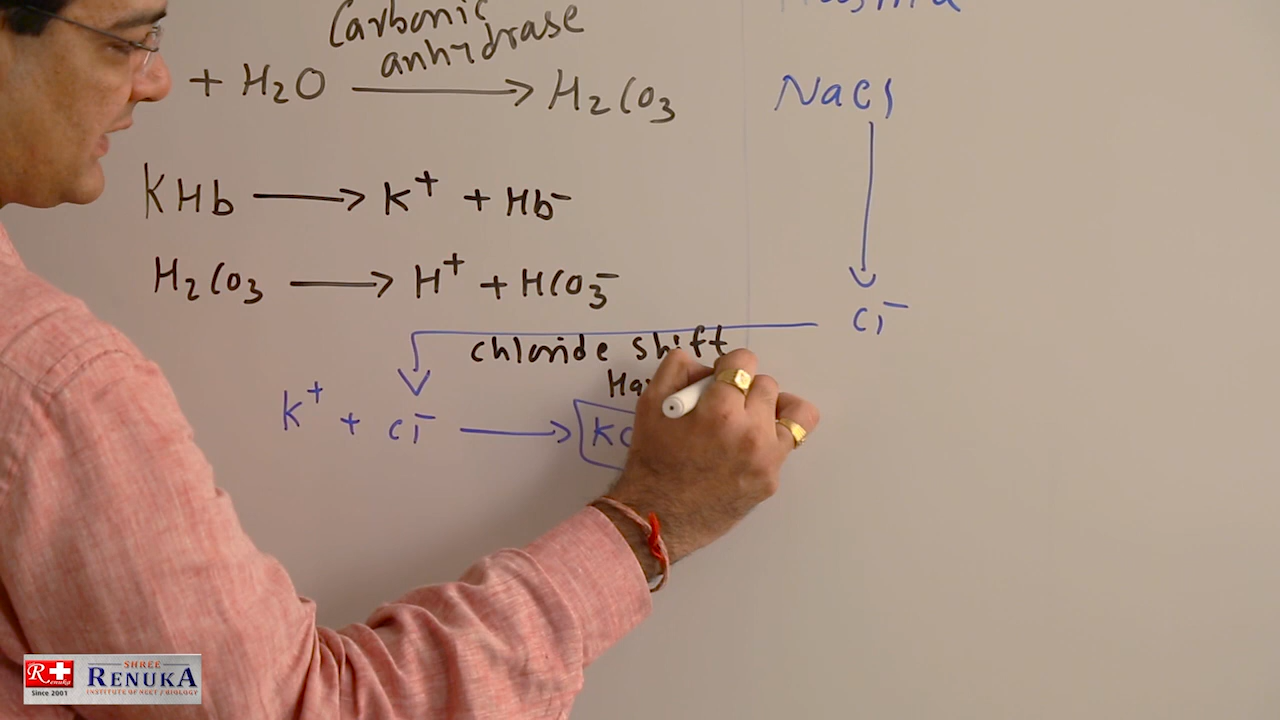 Carbonic
anhydrase
+ H2O ⟶ H2CO3
NaCl
KHb ⟶ K+ + Hb-
H2CO3 ⟶ H+ + HCO3-
Cl-
chloride shift
K+ + Cl- ⟶
SHREE
RENUKA
INSTITUTE OF NEET / BIOLOGY
R+
Renuka
Since 2001